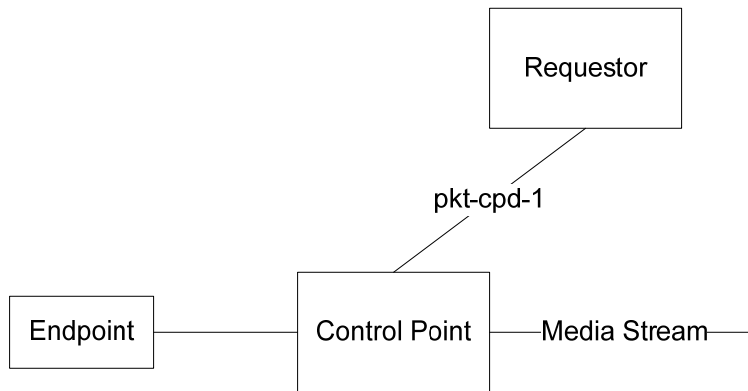 Requestor
pkt-cpd-1
Endpoint
Control Point
Media Stream